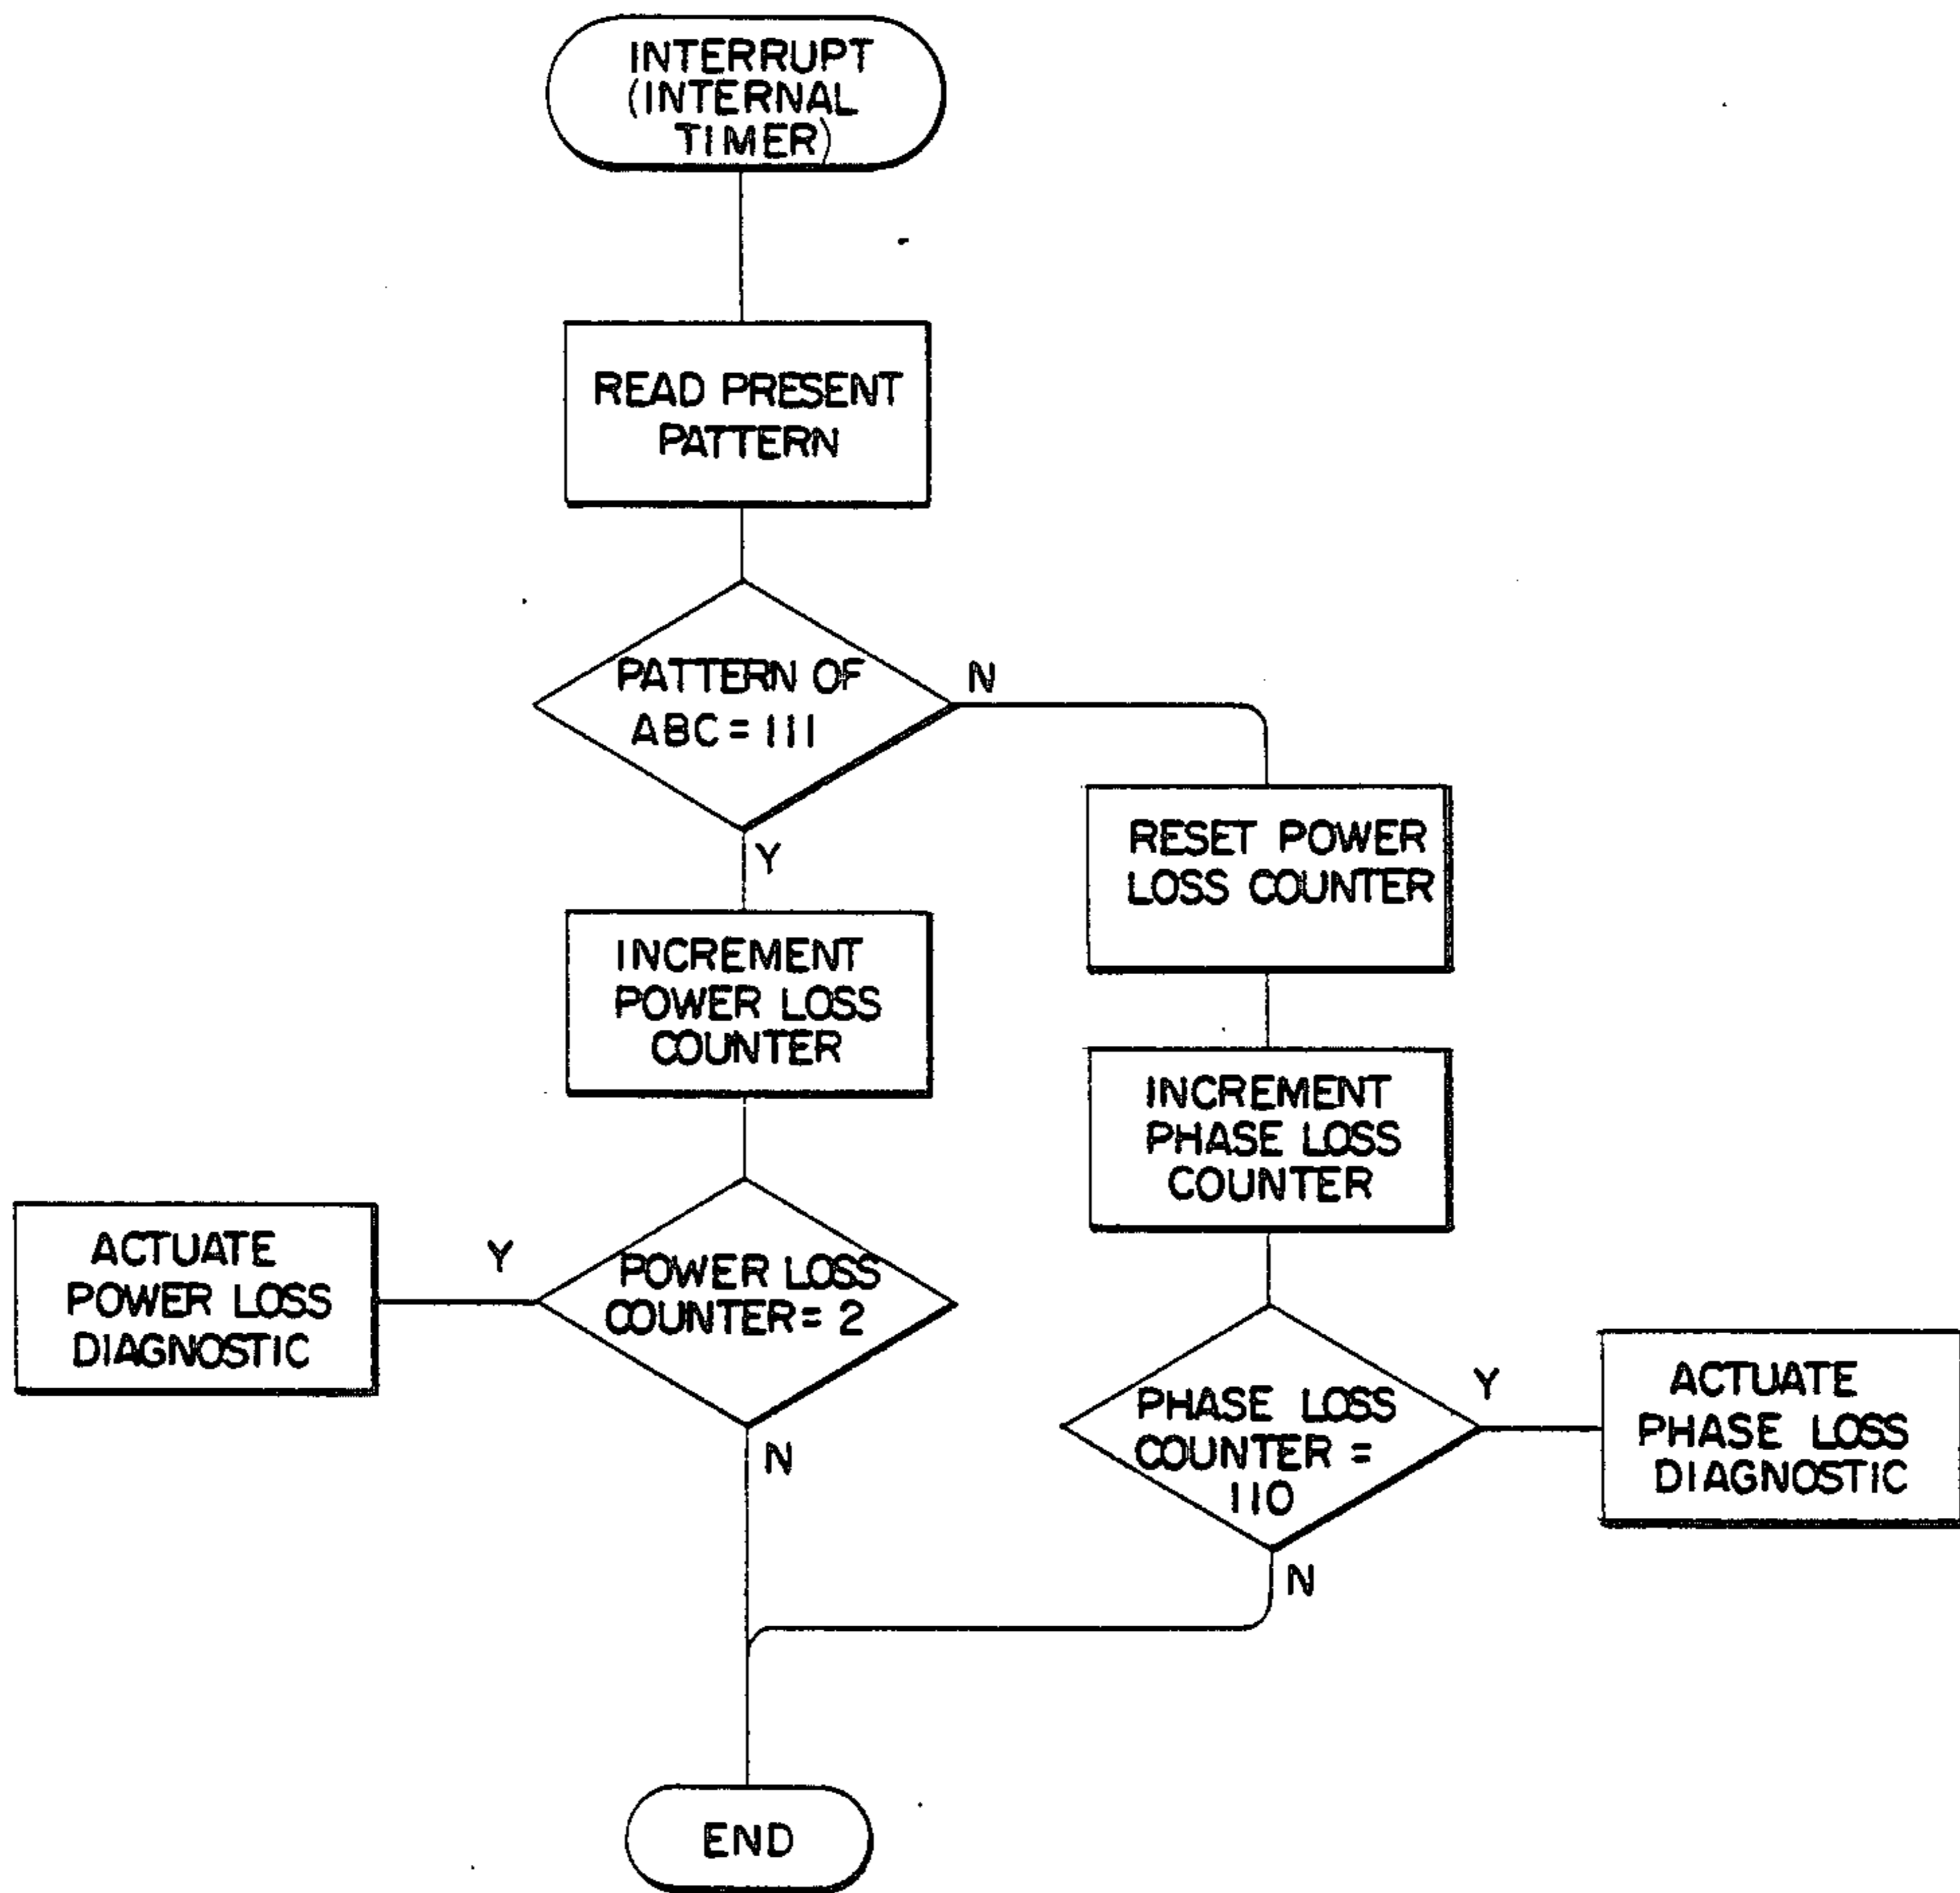 INTERRUPT
(INTERNAL
TIMER)
READ PRESENT
PATTERN
PATTERN OF
ABC = 111
N
Y
RESET POWER
LOSS COUNTER
INCREMENT
POWER LOSS
COUNTER
INCREMENT
PHASE LOSS
COUNTER
ACTUATE
POWER LOSS
DIAGNOSTIC
Y
POWER LOSS
COUNTER = 2
N
PHASE LOSS
COUNTER =
110
Y
N
ACTUATE
PHASE LOSS
DIAGNOSTIC
END